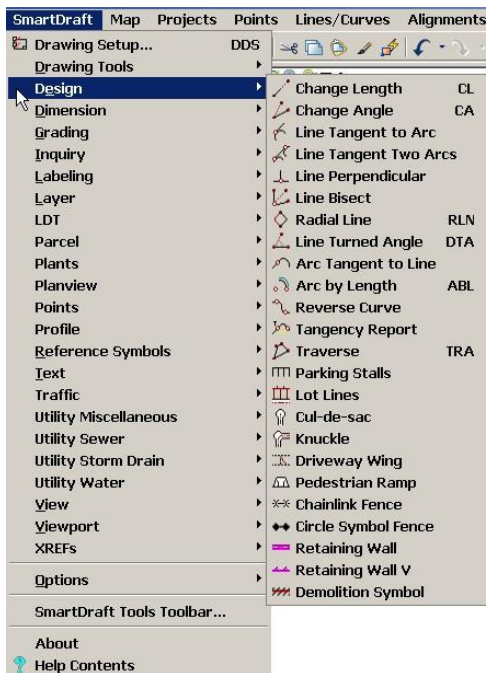 SmartDraft Map Projects Points Lines/Curves Alignments
Drawing Setup... DDS
Drawing Tools
Design
Dimension
Grading
Inquiry
Labeling
Layer
LDT
Parcel
Plants
Planview
Points
Profile
Reference Symbols
Text
Traffic
Utility Miscellaneous
Utility Sewer
Utility Storm Drain
Utility Water
View
Viewport
XREFs
Options
SmartDraft Tools Toolbar...
About
Help Contents
Change Length CL
Change Angle CA
Line Tangent to Arc
Line Tangent Two Arcs
Line Perpendicular
Line Bisect
Radial Line RLN
Line Turned Angle DTA
Arc Tangent to Line
Arc by Length ABL
Reverse Curve
Tangency Report
Traverse TRA
Parking Stalls
Lot Lines
Cul-de-sac
Knuckle
Driveway Wing
Pedestrian Ramp
Chainlink Fence
Circle Symbol Fence
Retaining Wall
Retaining Wall V
Demolition Symbol